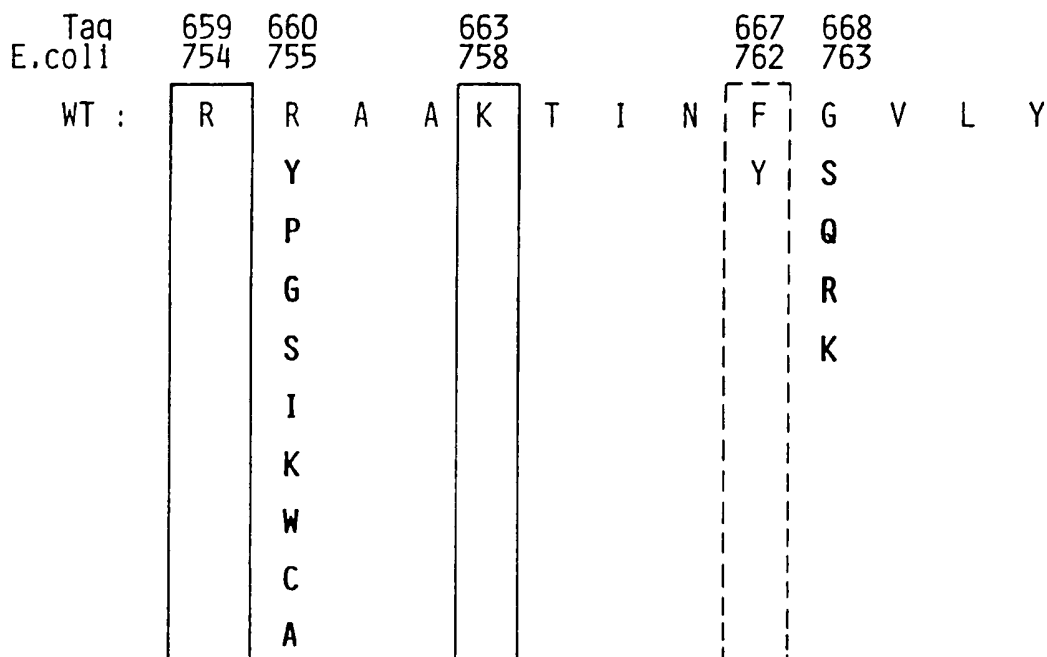 Taq 659 660 663 667 668
E.coli 754 755 758 762 763
WT : R R A A K T I N F G V L Y
Y Y S
P Q
G R
S K
I
K
W
C
A